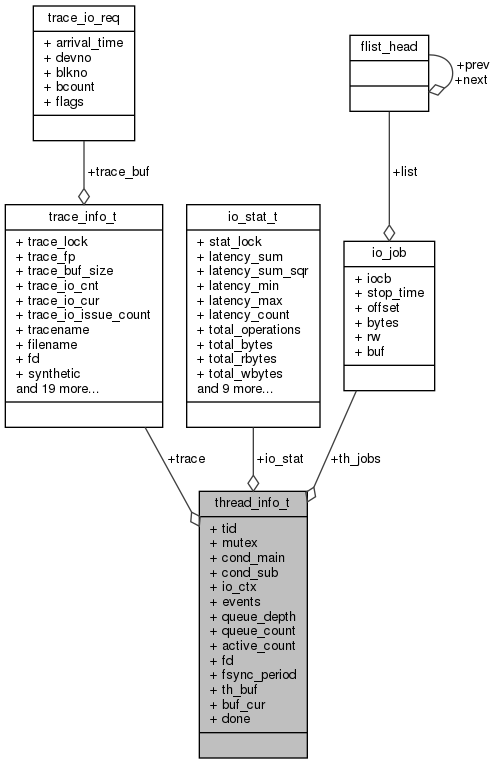 trace_io_req
+ arrival_time
+ devno
+ blkno
+ bcount
+ flags
flist_head
+prev
+next
+trace_buf
+list
trace_info_t
+ trace_lock
+ trace_fp
+ trace_buf_size
+ trace_io_cnt
+ trace_io_cur
+ trace_io_issue_count
+ tracename
+ filename
+ fd
+ synthetic
and 19 more...
io_stat_t
+ stat_lock
+ latency_sum
+ latency_sum_sqr
+ latency_min
+ latency_max
+ latency_count
+ total_operations
+ total_bytes
+ total_rbytes
+ total_wbytes
and 9 more...
io_job
+ iocb
+ stop_time
+ offset
+ bytes
+ rw
+ buf
+trace
+io_stat
+th_jobs
thread_info_t
+ tid
+ mutex
+ cond_main
+ cond_sub
+ io_ctx
+ events
+ queue_depth
+ queue_count
+ active_count
+ fd
+ fsync_period
+ th_buf
+ buf_cur
+ done